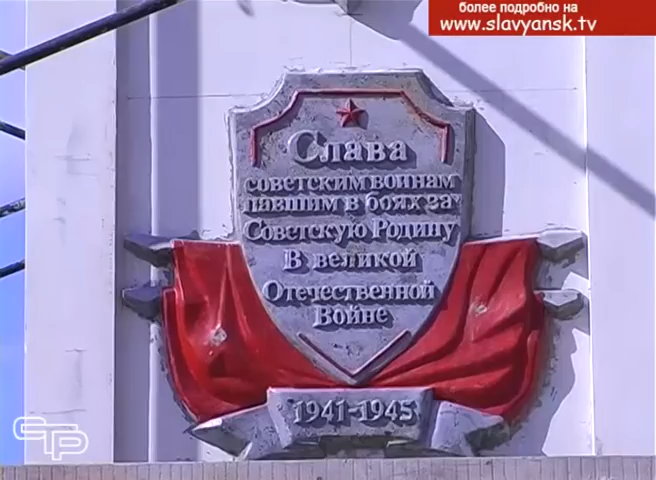 более подробно на
www.slavyansk.tv
Слава
советским воинам
павшим в боях за
Советскую Родину
В великой
Отечественной
Войне
1941-1945
СТР